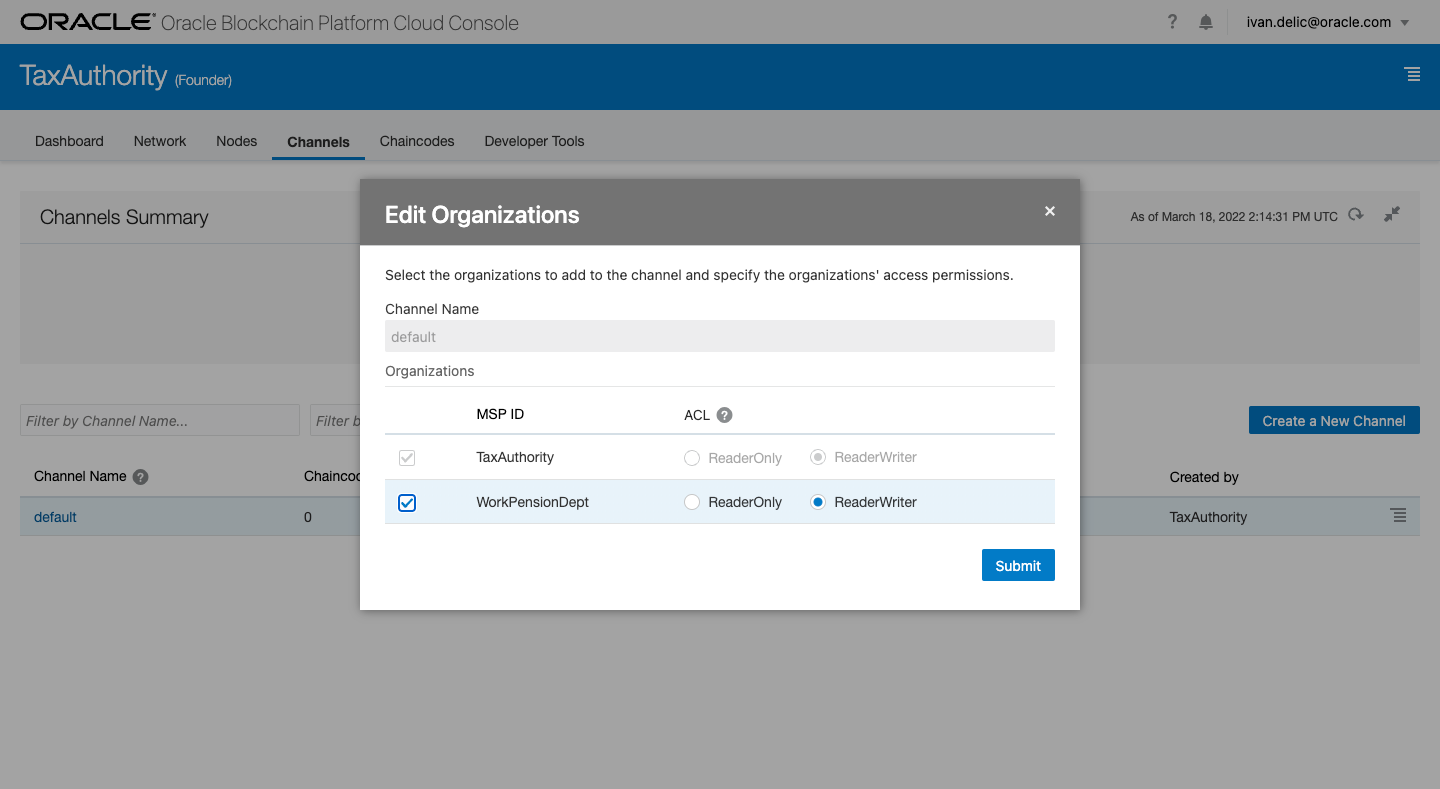 ORACLE Oracle Blockchain Platform Cloud Console
? ivan.delic@oracle.com
TaxAuthority (Founder)
Dashboard Network Nodes Channels Chaincodes Developer Tools
Edit Organizations ×
Channels Summary
As of March 18, 2022 2:14:31 PM UTC
Select the organizations to add to the channel and specify the organizations' access permissions.
Channel Name
default
Organizations
MSP ID ACL ?
TaxAuthority ReaderOnly ReaderWriter
WorkPensionDept ReaderOnly ReaderWriter
Submit
Filter by Channel Name...
Filter b
Create a New Channel
Channel Name ? Chaincod Created by
default 0 TaxAuthority